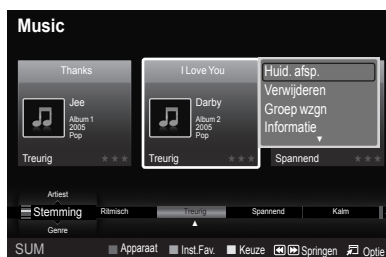 Music
Thanks
Jee
Album 1
2005
Pop
Treurig ★★★
I Love You
Darby
Album 2
2005
Pop
Treurig ★★★
Huid. afsp.
Verwijderen
Groep wzgn
Informatie
Spannend ★★★
Artiest
Stemming Ritmisch Treurig Spannend Kalm
Genre
SUM Apparaat Inst.Fav. Keuze Springen Optie